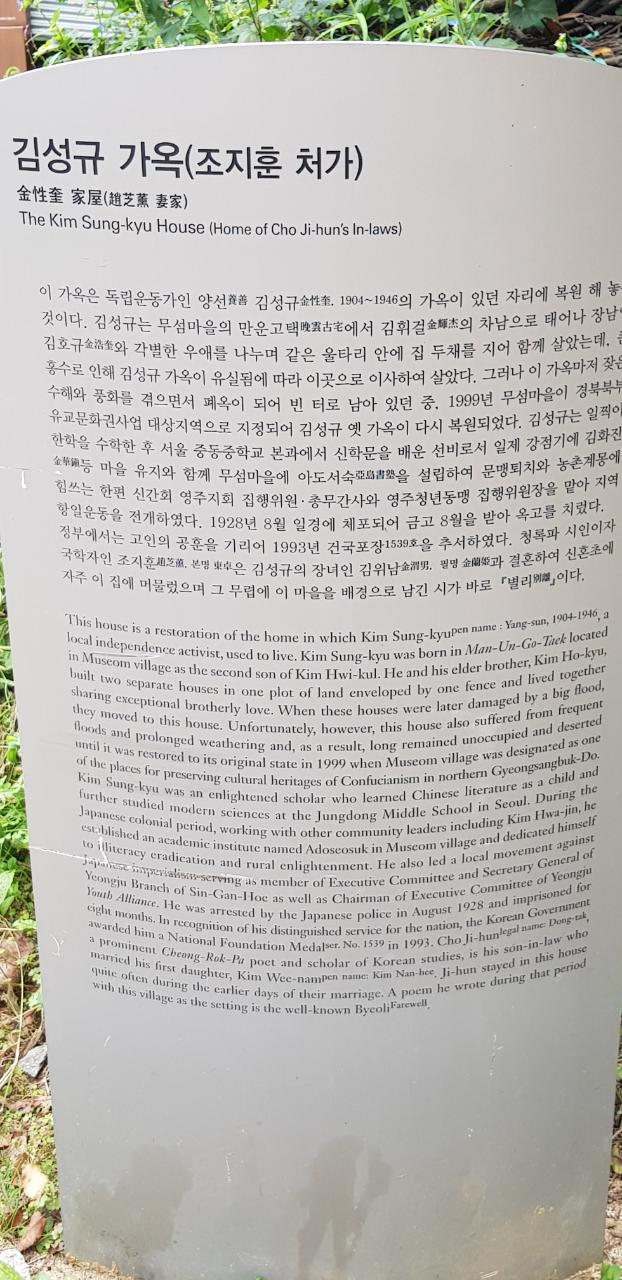 김성규 가옥(조지훈 처가)
金性奎 家屋(趙芝薰 妻家)
The Kim Sung-kyu House (Home of Cho Ji-hun's In-laws)
이 가옥은 독립운동가인 양선養善 김성규金性奎. 1904~1946의 가옥이 있던 자리에 복원 해 놓
것이다. 김성규는 무섬마을의 만운고택晩雲古宅에서 김휘걸金輝杰의 차남으로 태어나 장남
김호규金浩奎와 각별한 우애를 나누며 같은 울타리 안에 집 두채를 지어 함께 살았는데,
홍수로 인해 김성규 가옥이 유실됨에 따라 이곳으로 이사하여 살았다. 그러나 이 가옥마저 잦은
수해와 풍화를 겪으면서 폐옥이 되어 빈 터로 남아 있던 중, 1999년 무섬마을이 경북북부
유교문화권사업 대상지역으로 지정되어 김성규 옛 가옥이 다시 복원되었다. 김성규는 일찍이
한학을 수학한 후 서울 중동중학교 본과에서 신학문을 배운 선비로서 일제 강점기에 김화진
金華鎭등 마을 유지와 함께 무섬마을에 아도서숙亞島書塾을 설립하여 문맹퇴치와 농촌계몽에
힘쓰는 한편 신간회 영주지회 집행위원·총무간사와 영주청년동맹 집행위원장을 맡아 지역
항일운동을 전개하였다. 1928년 8월 일경에 체포되어 금고 8월을 받아 옥고를 치렀다.
정부에서는 고인의 공훈을 기리어 1993년 건국포장1539호을 추서하였다. 청록파 시인이자
국학자인 조지훈趙芝薰. 본명 東卓은 김성규의 장녀인 김위남金渭男. 필명 金蘭姬과 결혼하여 신혼초에
자주 이 집에 머물렀으며 그 무렵에 이 마을을 배경으로 남긴 시가 바로 『별리別離』이다.
This house is a restoration of the home in which Kim Sung-kyupen name : Yang-sun, 1904-1946, a
local independence activist, used to live. Kim Sung-kyu was born in Man-Un-Go-Taek located
in Museom village as the second son of Kim Hwi-kul. He and his elder brother, Kim Ho-kyu,
built two separate houses in one plot of land enveloped by one fence and lived together
sharing exceptional brotherly love. When these houses were later damaged by a big flood,
they moved to this house. Unfortunately, however, this house also suffered from frequent
floods and prolonged weathering and, as a result, long remained unoccupied and deserted
until it was restored to its original state in 1999 when Museom village was designated as one
of the places for preserving cultural heritages of Confucianism in northern Gyeongsangbuk-Do.
Kim Sung-kyu was an enlightened scholar who learned Chinese literature as a child and
further studied modern sciences at the Jungdong Middle School in Seoul. During the
Japanese colonial period, working with other community leaders including Kim Hwa-jin, he
established an academic institute named Adoseosuk in Museom village and dedicated himself
to illiteracy eradication and rural enlightenment. He also led a local movement against
Japanese imperialism serving as member of Executive Committee and Secretary General of
Yeongju Branch of Sin-Gan-Hoe as well as Chairman of Executive Committee of Yeongju
Youth Alliance. He was arrested by the Japanese police in August 1928 and imprisoned for
eight months. In recognition of his distinguished service for the nation, the Korean Government
awarded him a National Foundation Medalser. No. 1539 in 1993. Cho Ji-hunlegal name: Dong-tak,
a prominent Cheong-Rok-Pa poet and scholar of Korean studies, is his son-in-law who
married his first daughter, Kim Wee-nampen name: Kim Nan-hee. Ji-hun stayed in this house
quite often during the earlier days of their marriage. A poem he wrote during that period
with this village as the setting is the well-known ByeoliFarewell.